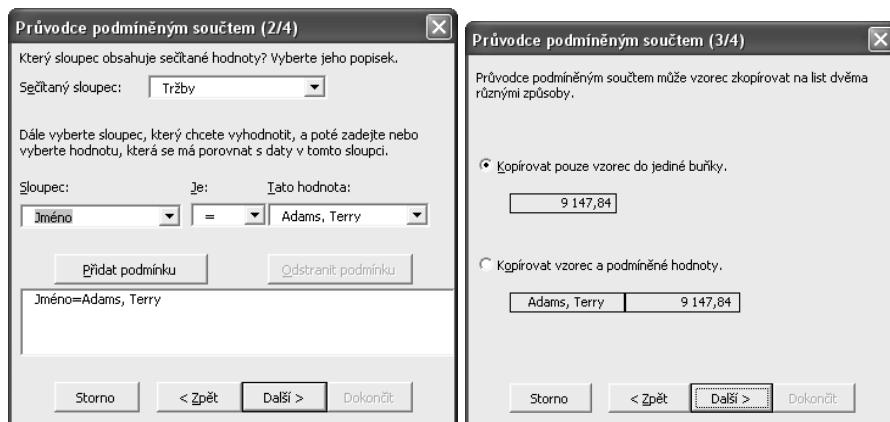 Průvodce podmíněným součtem (2/4)
Který sloupec obsahuje sečítané hodnoty? Vyberte jeho popisek.
Sečítaný sloupec: Tržby
Dále vyberte sloupec, který chcete vyhodnotit, a poté zadejte nebo
vyberte hodnotu, která se má porovnat s daty v tomto sloupci.
Sloupec: Je: Tato hodnota:
Jméno = Adams, Terry
Přidat podmínku Odstranit podmínku
Jméno=Adams, Terry
Storno < Zpět Další > Dokončit
Průvodce podmíněným součtem (3/4)
Průvodce podmíněným součtem může vzorec zkopírovat na list dvěma
různými způsoby.
Kopírovat pouze vzorec do jediné buňky.
9 147,84
Kopírovat vzorec a podmíněné hodnoty.
Adams, Terry 9 147,84
Storno < Zpět Další > Dokončit